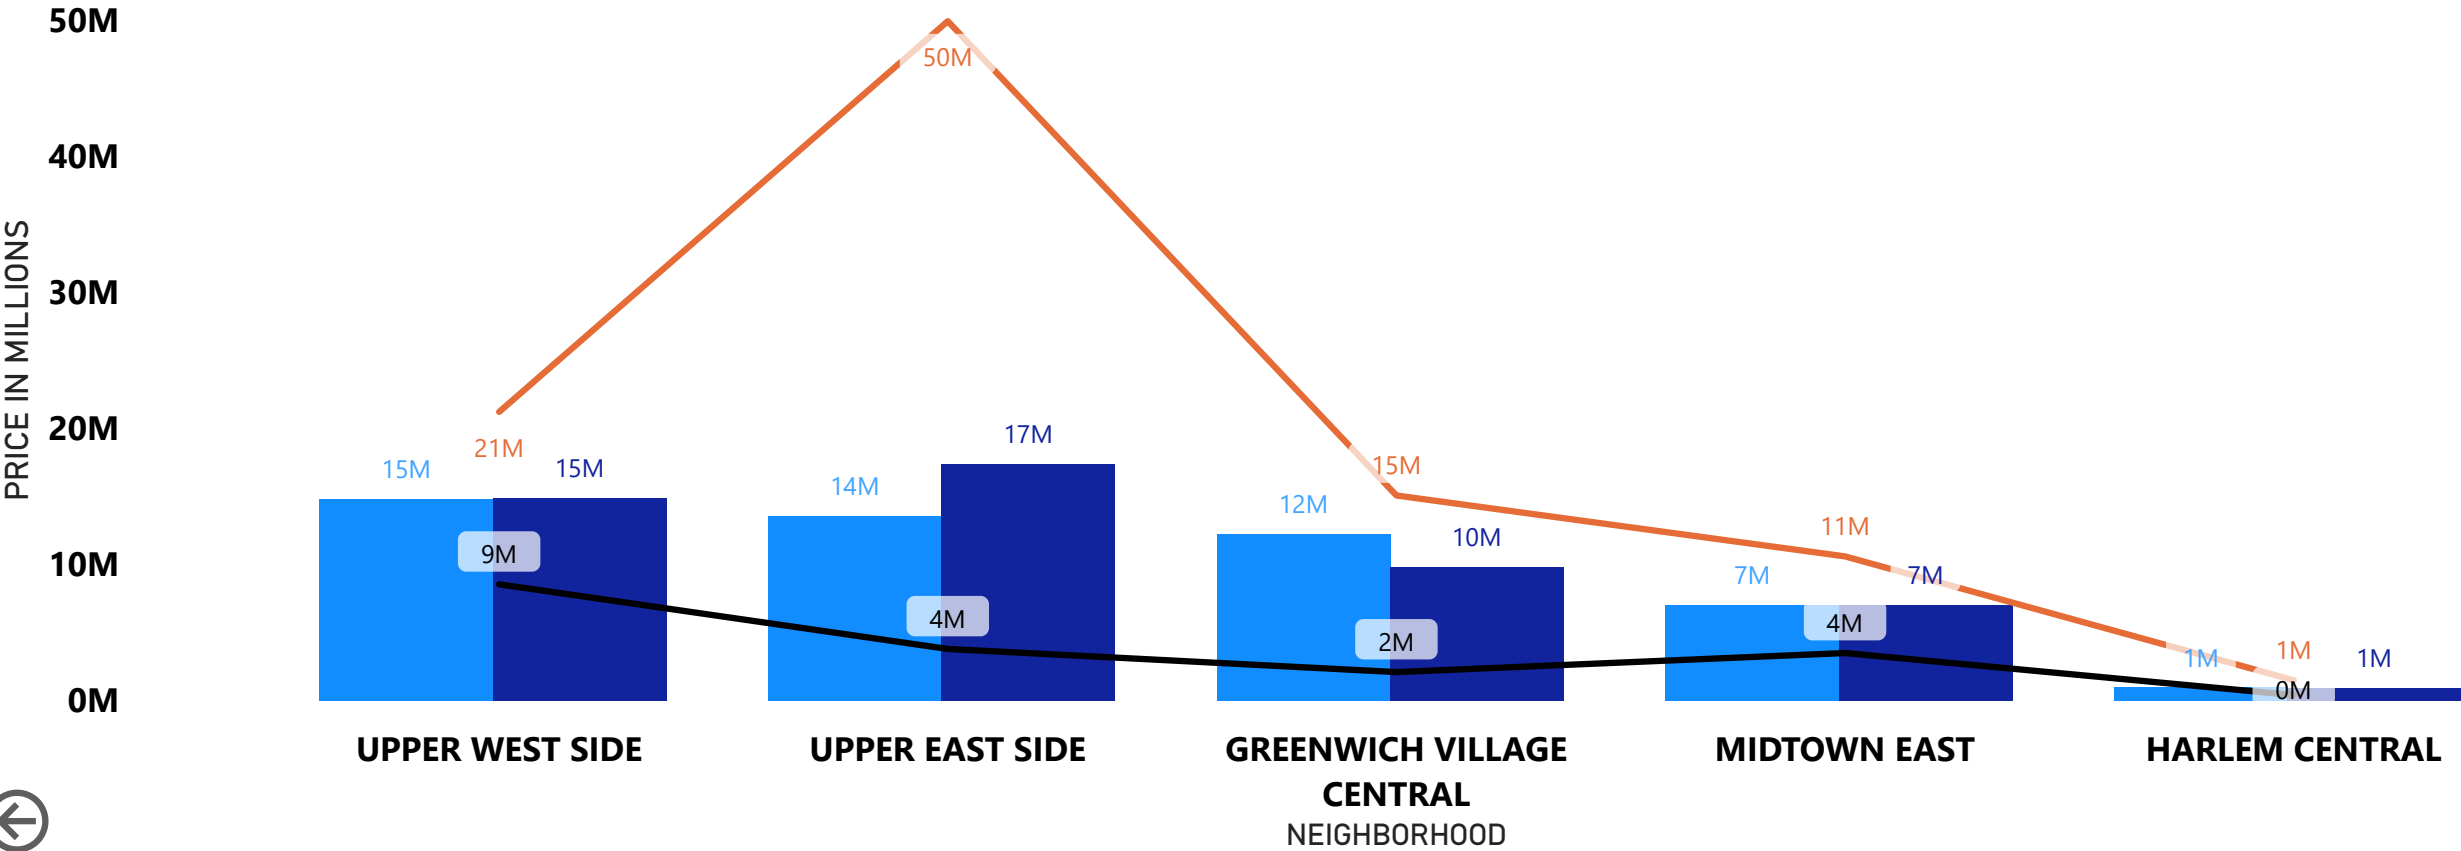 50M
40M
30M
20M
10M
0M
PRICE IN MILLIONS
50M
21M
15M
15M
9M
14M
17M
4M
12M
15M
10M
2M
7M
11M
7M
4M
1M
1M
1M
0M
UPPER WEST SIDE
UPPER EAST SIDE
GREENWICH VILLAGE
CENTRAL
MIDTOWN EAST
HARLEM CENTRAL
NEIGHBORHOOD